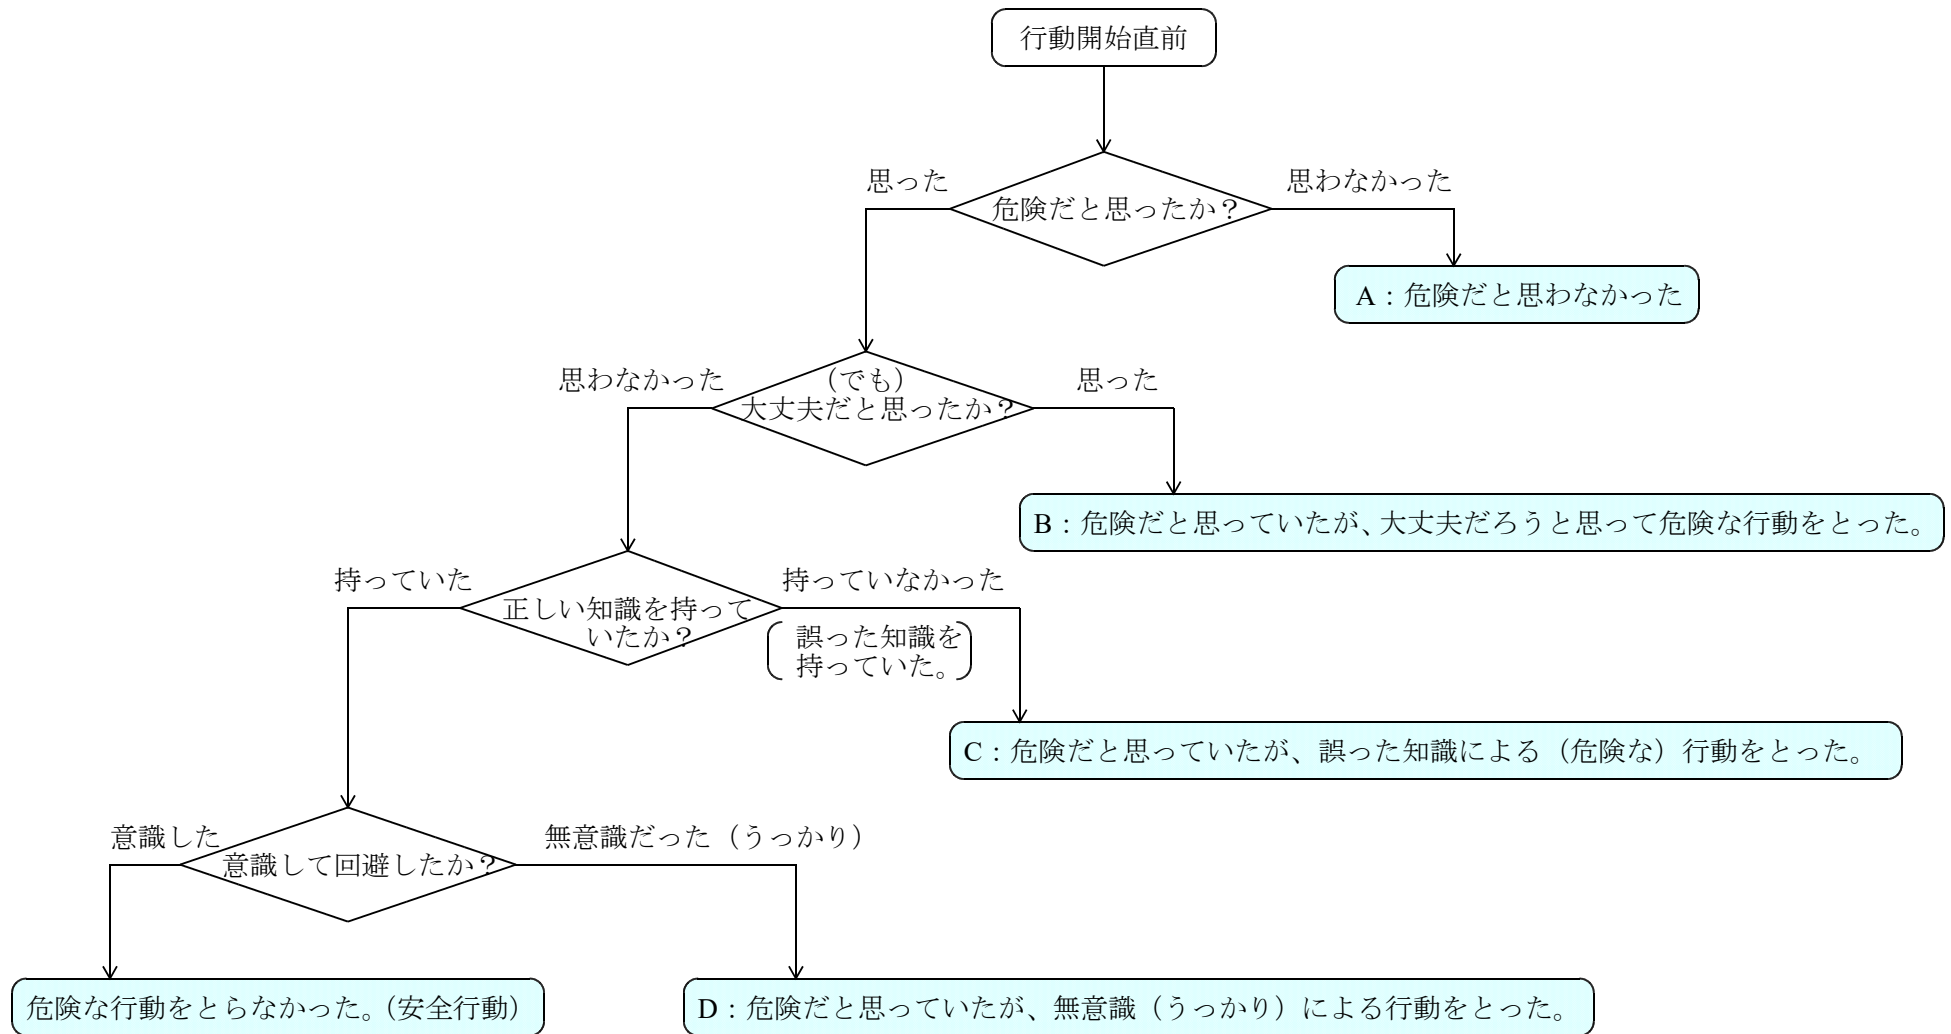 行動開始直前
思った
思わなかった
危険だと思ったか？
A：危険だと思わなかった
思わなかった
（でも）
大丈夫だと思ったか？
思った
B：危険だと思っていたが、大丈夫だろうと思って危険な行動をとった。
持っていた
正しい知識を持って
いたか？
持っていなかった
誤った知識を
持っていた。
C：危険だと思っていたが、誤った知識による（危険な）行動をとった。
意識した
意識して回避したか？
無意識だった（うっかり）
危険な行動をとらなかった。（安全行動）
D：危険だと思っていたが、無意識（うっかり）による行動をとった。